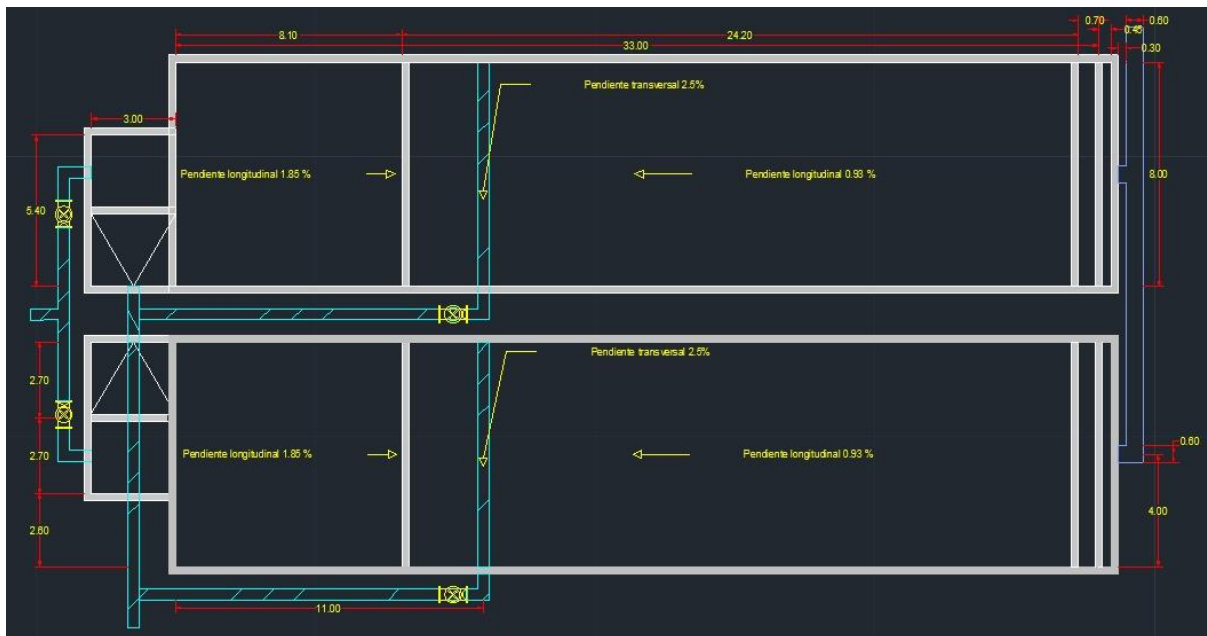 0.70
0.60
8.10
24.20
0.45
33.00
0.30
Pendiente transversal 2.5%
3.00
Pendiente longitudinal 1.85 %
Pendiente longitudinal 0.93 %
8.00
5.40
Pendiente transversal 2.5%
2.70
0.60
Pendiente longitudinal 1.85 %
Pendiente longitudinal 0.93 %
2.70
4.00
2.60
11.00